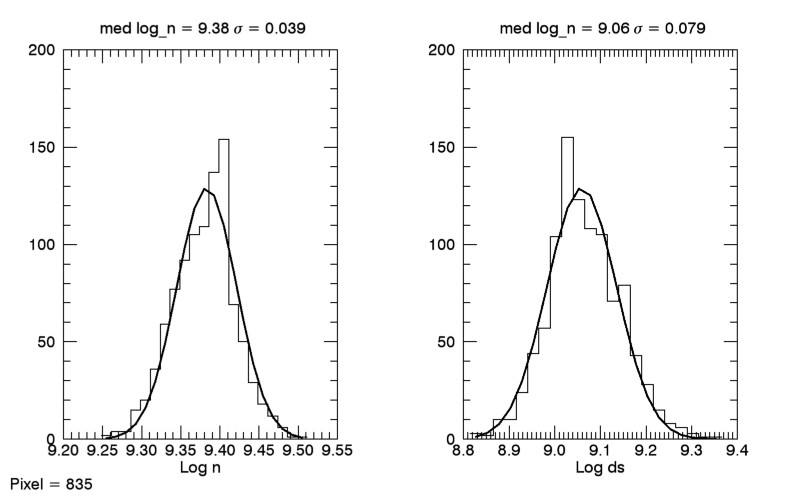 med log_n = 9.38 σ = 0.039
200
150
100
50
0
9.20 9.25 9.30 9.35 9.40 9.45 9.50 9.55
Log n
med log_n = 9.06 σ = 0.079
200
150
100
50
0
8.8 8.9 9.0 9.1 9.2 9.3 9.4
Log ds
Pixel = 835